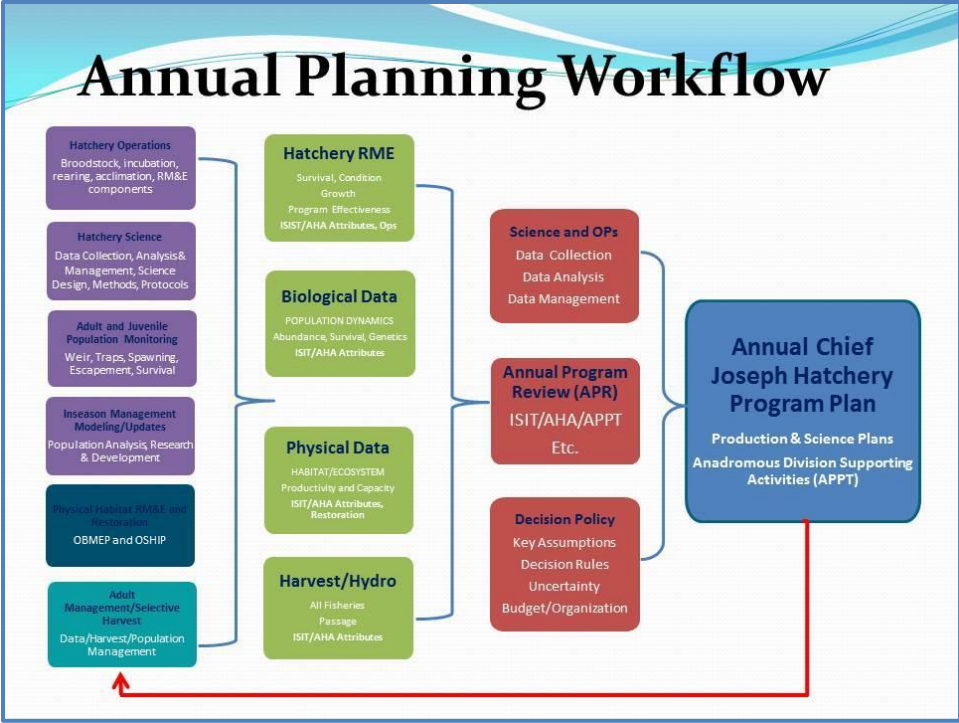 Annual Planning Workflow
Hatchery Operations
Broodstock, incubation,
rearing, acclimation, RM&E
components
Hatchery Science
Data Collection, Analysis&
Management, Science
Design, Methods, Protocols
Adult and Juvenile
Population Monitoring
Weir, Traps, Spawning,
Escapement, Survival
Inseason Management
Modeling/Updates
Population Analysis, Research
& Development
Physical Habitat RM&E and
Restoration
OBMEP and OSHIP
Adult
Management/Selective
Harvest
Data/Harvest/Population
Management
Hatchery RME
Survival, Condition
Growth
Program Effectiveness
ISIST/AHA Attributes, Ops
Biological Data
POPULATION DYNAMICS
Abundance, Survival, Genetics
ISIT/AHA Attributes
Physical Data
HABITAT/ECOSYSTEM
Productivity and Capacity
ISIT/AHA Attributes,
Restoration
Harvest/Hydro
All Fisheries
Passage
ISIT/AHA Attributes
Science and OPs
Data Collection
Data Analysis
Data Management
Annual Program
Review (APR)
ISIT/AHA/APPT
Etc.
Decision Policy
Key Assumptions
Decision Rules
Uncertainty
Budget/Organization
Annual Chief
Joseph Hatchery
Program Plan
Production & Science Plans
Anadromous Division Supporting
Activities (APPT)